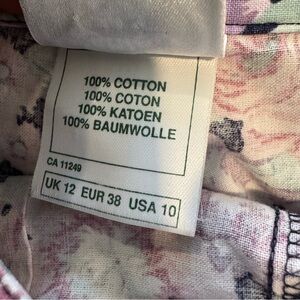 100% COTTON
100% COTON
100% KATOEN
100% BAUMWOLLE
CA 11249
UK 12 EUR 38 USA 10